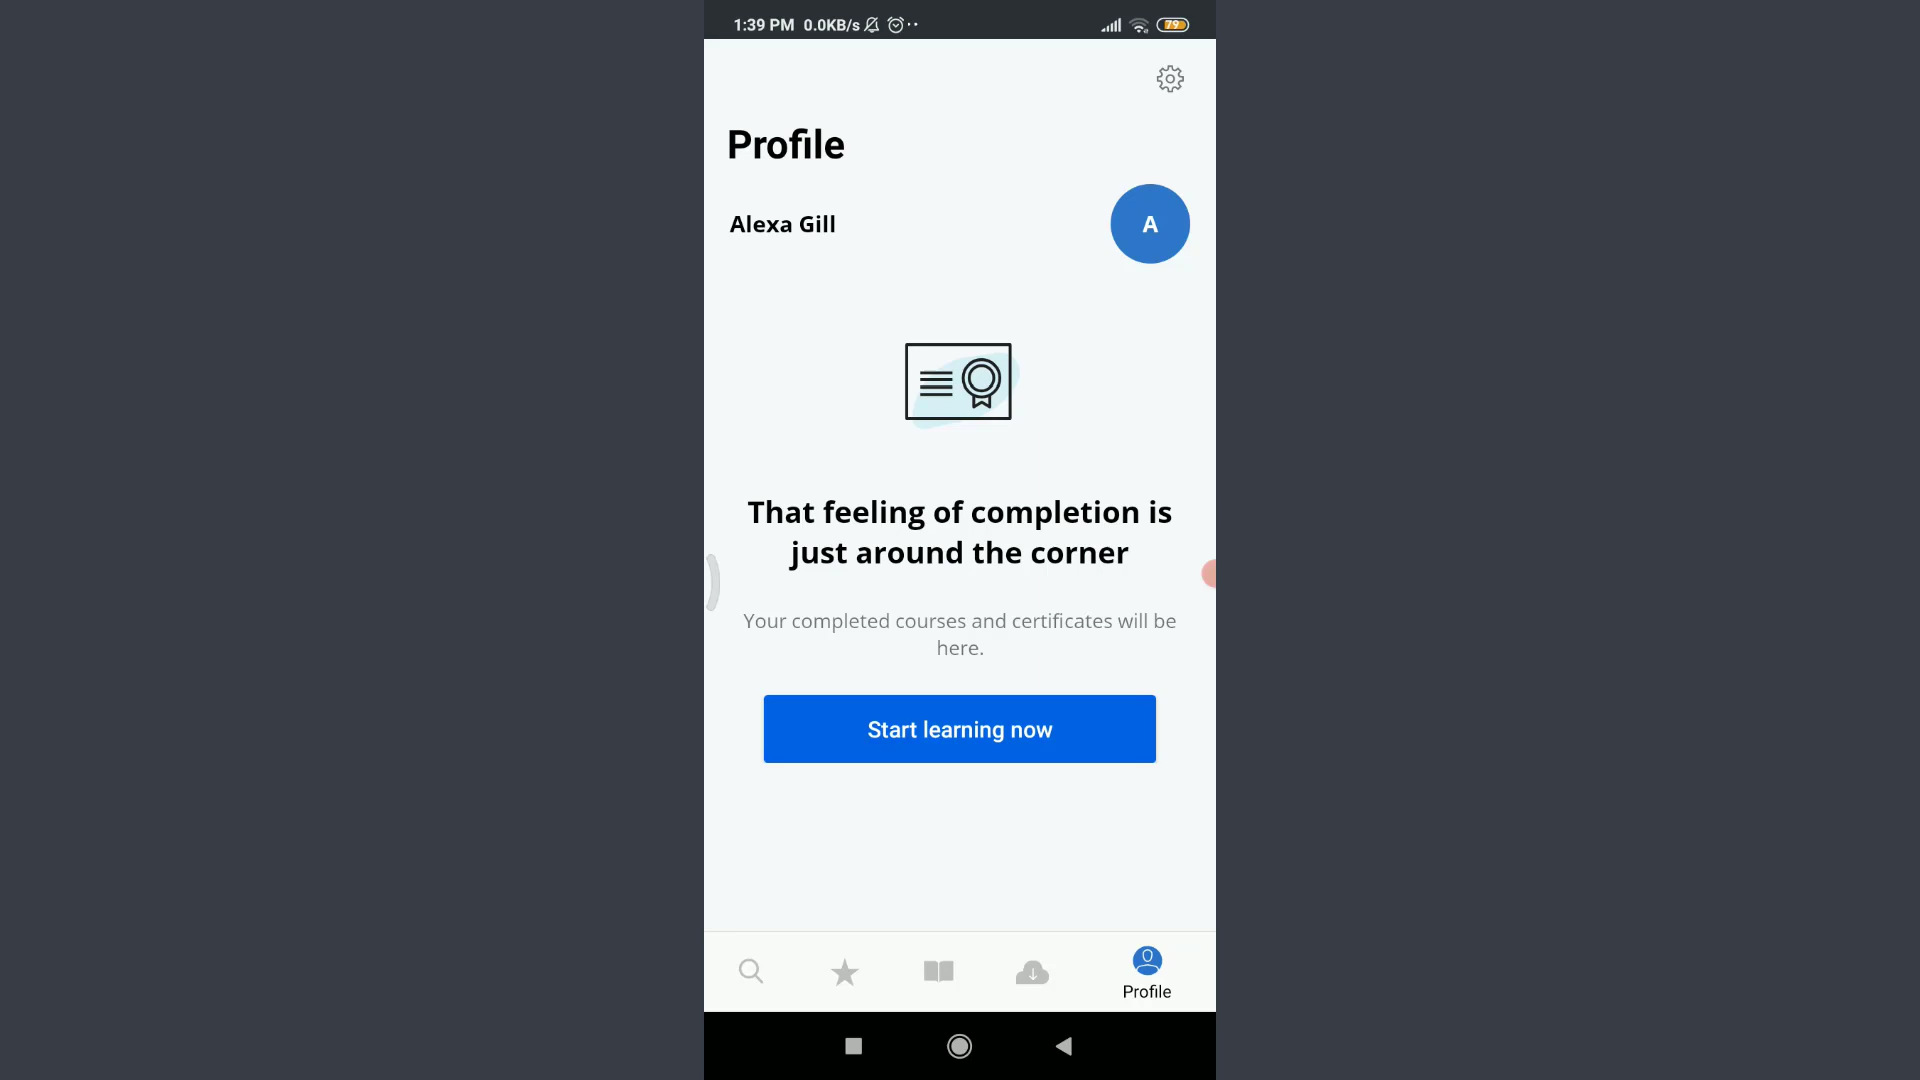 1:39 PM 0.0KB/s
79
Profile
Alexa Gill
A
That feeling of completion is
just around the corner
Your completed courses and certificates will be
here.
Start learning now
Profile